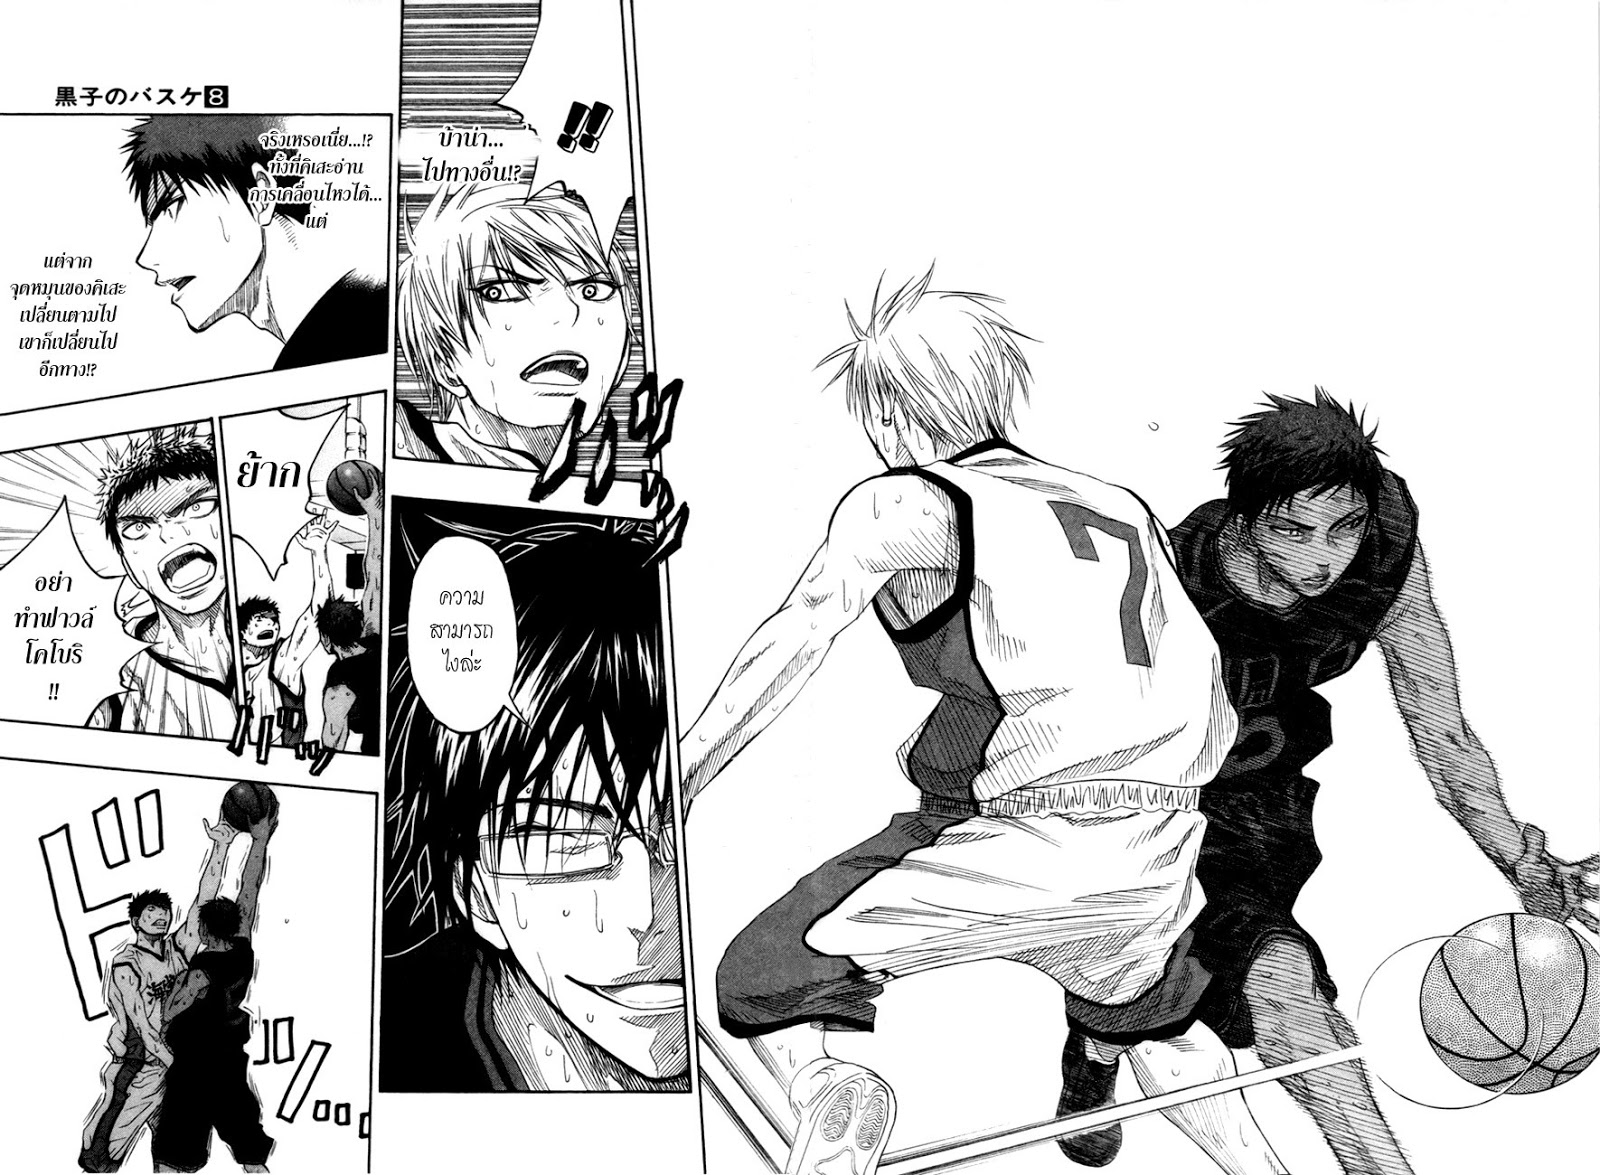 7
บ้าน่า...
ไปทางอื่น!?
!!
ความ
สามารถ
ไงล่ะ
黒子のバスケ8
จริงเหรอเนี่ย...!?
ทั้งที่คิเสะอ่าน
การเคลื่อนไหวได้...
แต่
แต่จาก
จุดหมุนของคิเสะ
เปลี่ยนตามไป
เขาก็เปลี่ยนไป
อีกทาง!?
ย้าก
อย่า
ทำฟาวล์
โคโบริ
!!